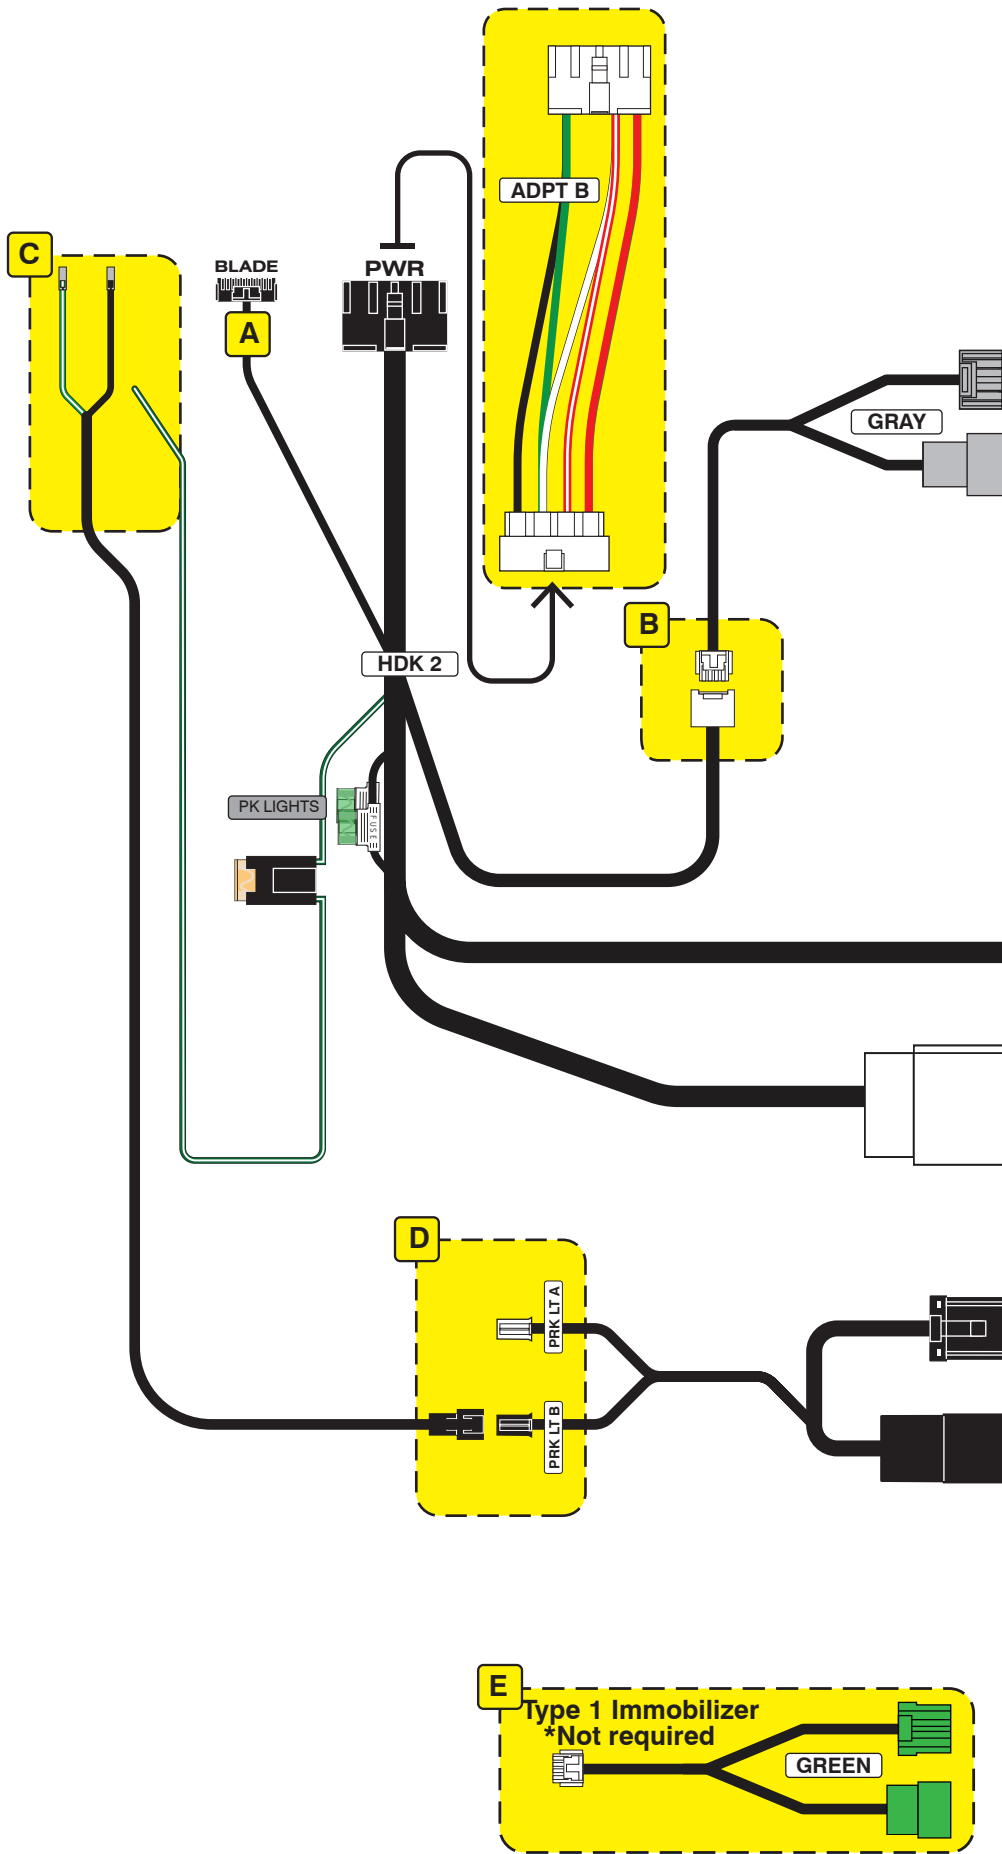 ADPT B
C
BLADE
PWR
A
GRAY
B
HDK 2
PK LIGHTS
FUSE
D
PRK LT A
PRK LT B
E
Type 1 Immobilizer
*Not required
GREEN